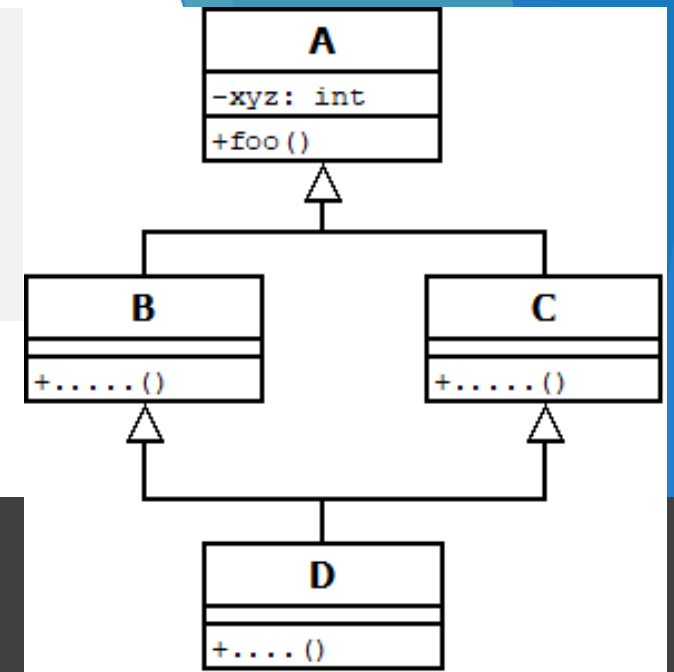 A
-xyz: int
+foo()
B
+.....()
C
+.....()
D
+....()